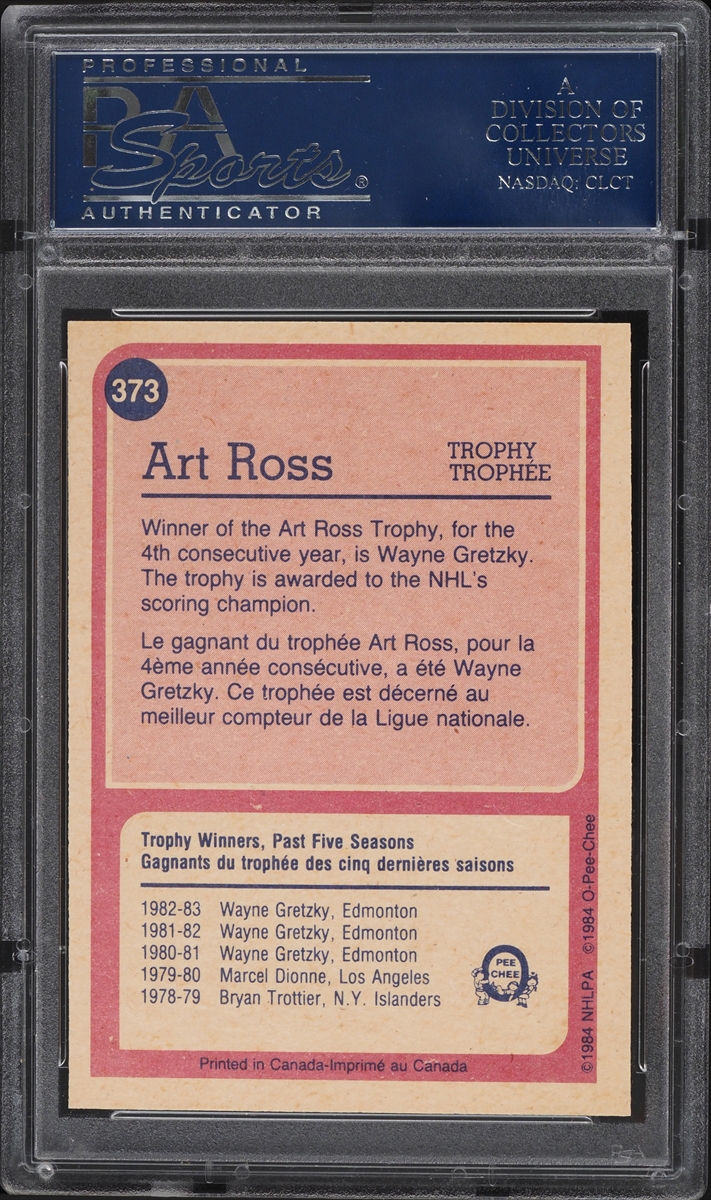 PROFESSIONAL
PSA
Sports®
AUTHENTICATOR
A
DIVISION OF
COLLECTORS
UNIVERSE
NASDAQ: CLCT
373
Art Ross
TROPHY
TROPHÉE
Winner of the Art Ross Trophy, for the
4th consecutive year, is Wayne Gretzky.
The trophy is awarded to the NHL's
scoring champion.
Le gagnant du trophée Art Ross, pour la
4ème année consécutive, a été Wayne
Gretzky. Ce trophée est décerné au
meilleur compteur de la Ligue nationale.
Trophy Winners, Past Five Seasons
Gagnants du trophée des cinq dernières saisons
1982-83 Wayne Gretzky, Edmonton
1981-82 Wayne Gretzky, Edmonton
1980-81 Wayne Gretzky, Edmonton
1979-80 Marcel Dionne, Los Angeles
1978-79 Bryan Trottier, N.Y. Islanders
PEE
CHEE
Printed in Canada-Imprimé au Canada
©1984 NHLPA ©1984 O-Pee-Chee
PSA